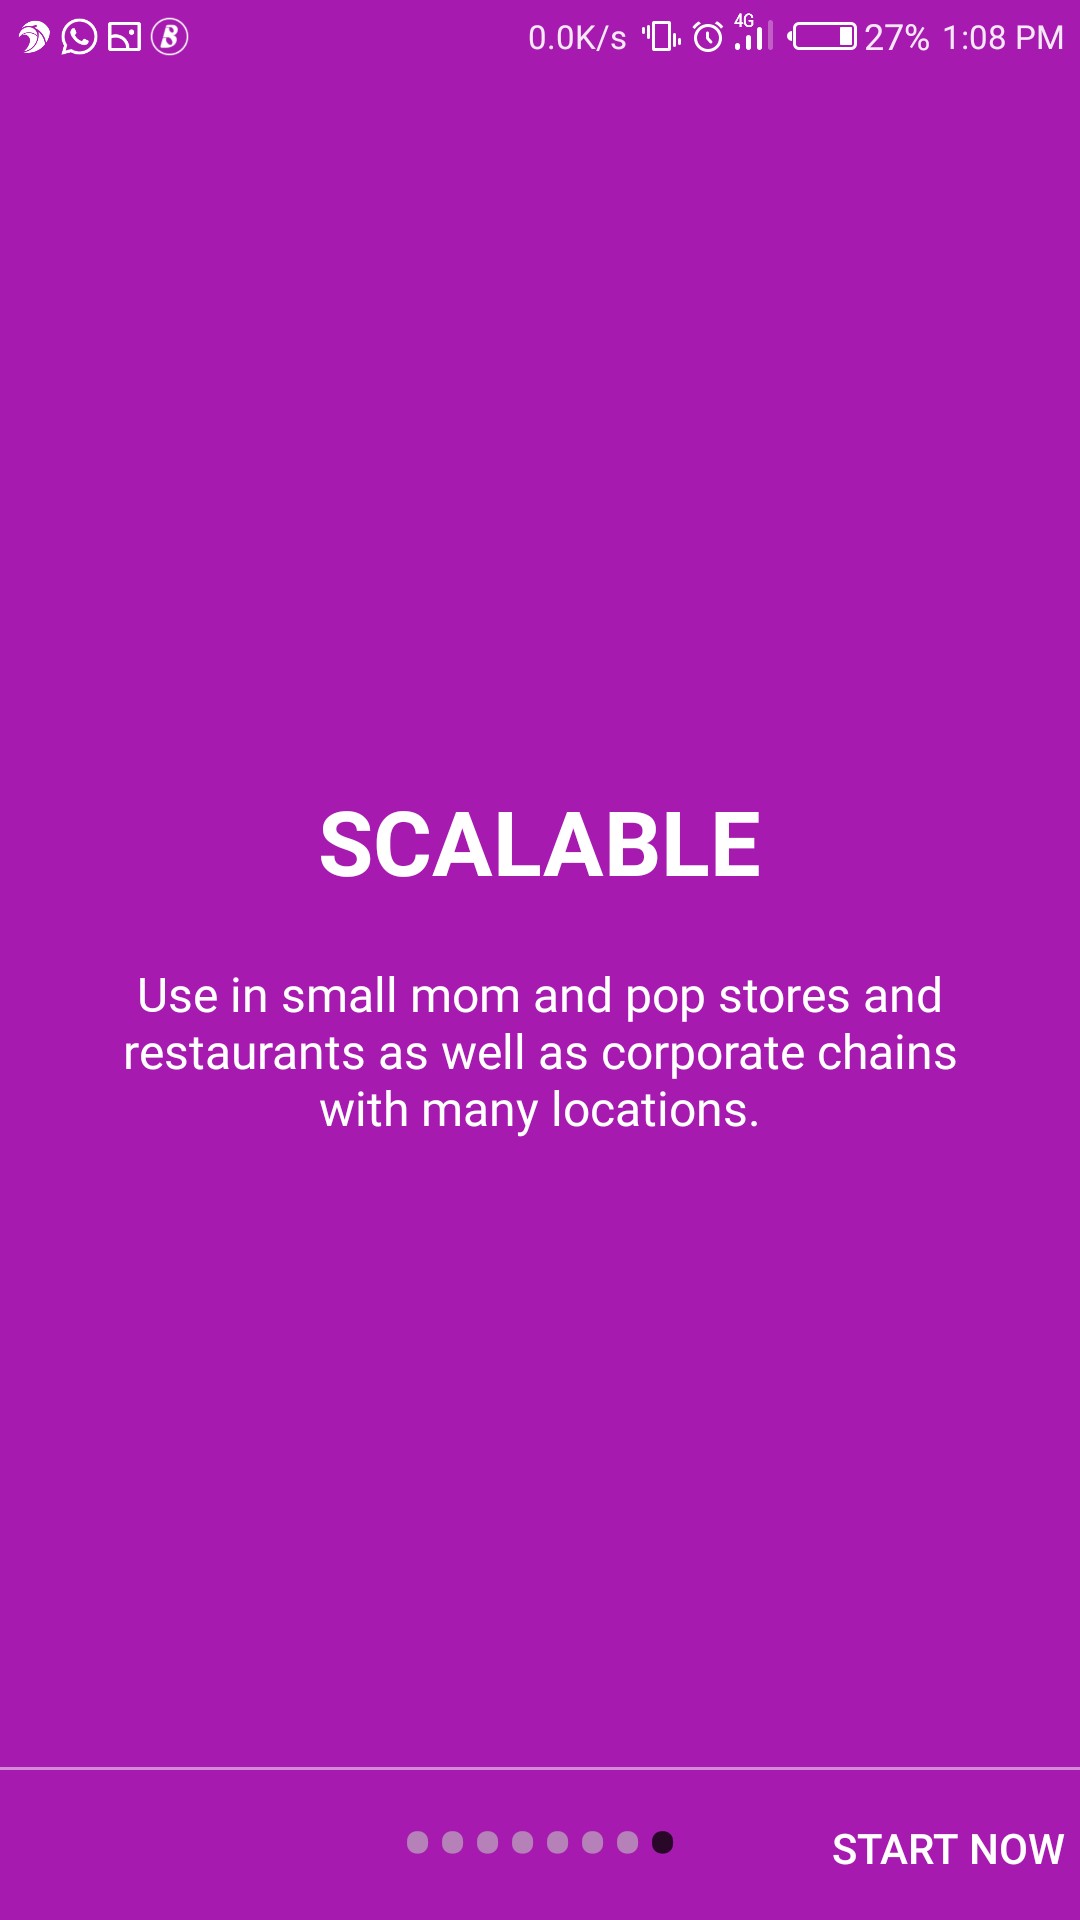 0.0K/s 4G 27% 1:08 PM
SCALABLE
Use in small mom and pop stores and
restaurants as well as corporate chains
with many locations.
START NOW